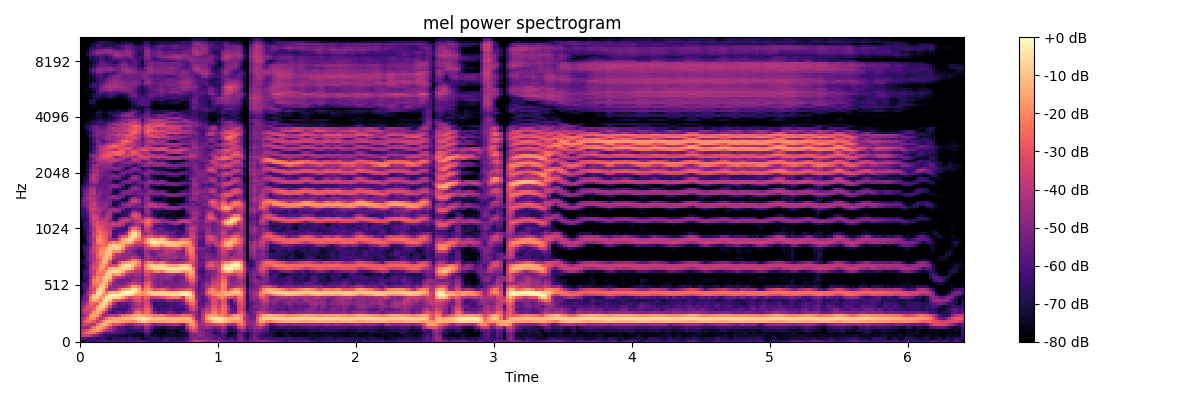 mel power spectrogram
8192
4096
2048
1024
512
0
Hz
0 1 2 3 4 5 6
Time
+0 dB
-10 dB
-20 dB
-30 dB
-40 dB
-50 dB
-60 dB
-70 dB
-80 dB